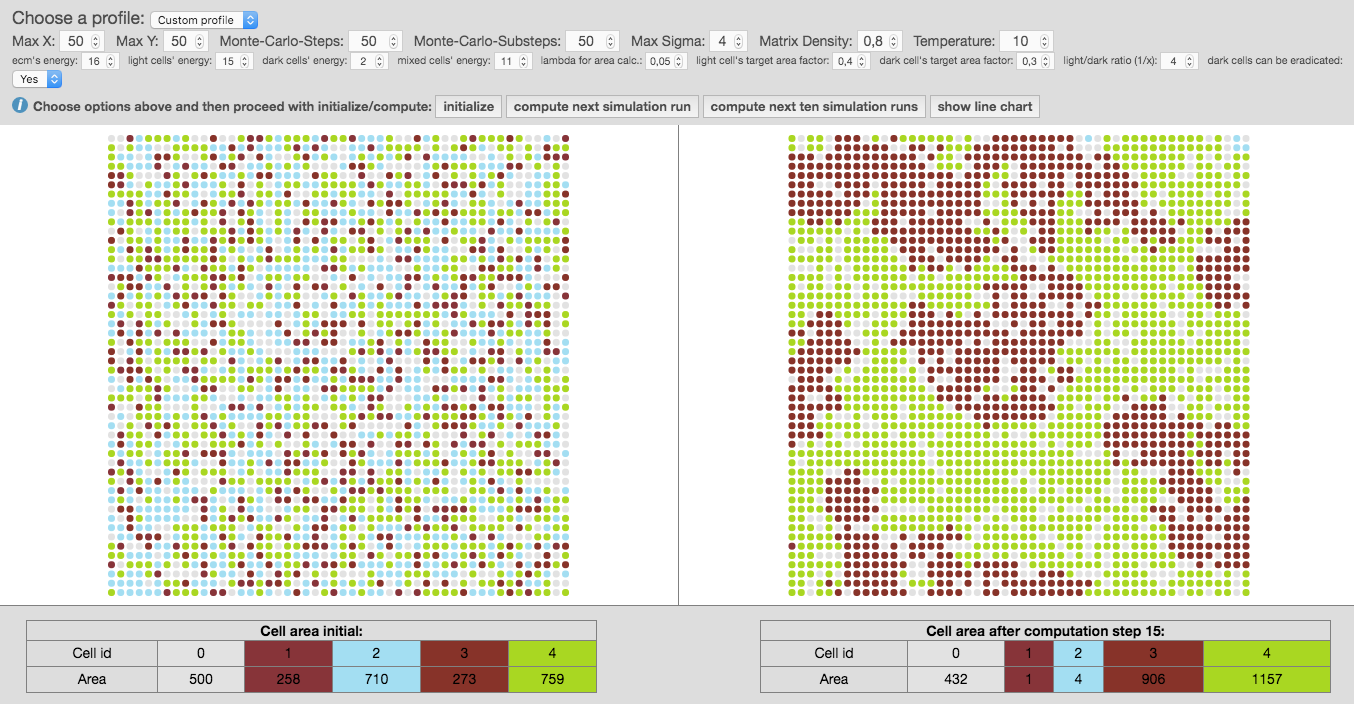 Choose a profile: Custom profile
Max X: 50 Max Y: 50 Monte-Carlo-Steps: 50 Monte-Carlo-Substeps: 50 Max Sigma: 4 Matrix Density: 0,8 Temperature: 10
ecm's energy: 16 light cells' energy: 15 dark cells' energy: 2 mixed cells' energy: 11 lambda for area calc.: 0,05 light cell's target area factor: 0,4 dark cell's target area factor: 0,3 light/dark ratio (1/x): 4 dark cells can be eradicated:
Yes
i Choose options above and then proceed with initialize/compute: initialize compute next simulation run compute next ten simulation runs show line chart
Cell area initial:
Cell id 0 1 2 3 4
Area 500 258 710 273 759
Cell area after computation step 15:
Cell id 0 1 2 3 4
Area 432 1 4 906 1157